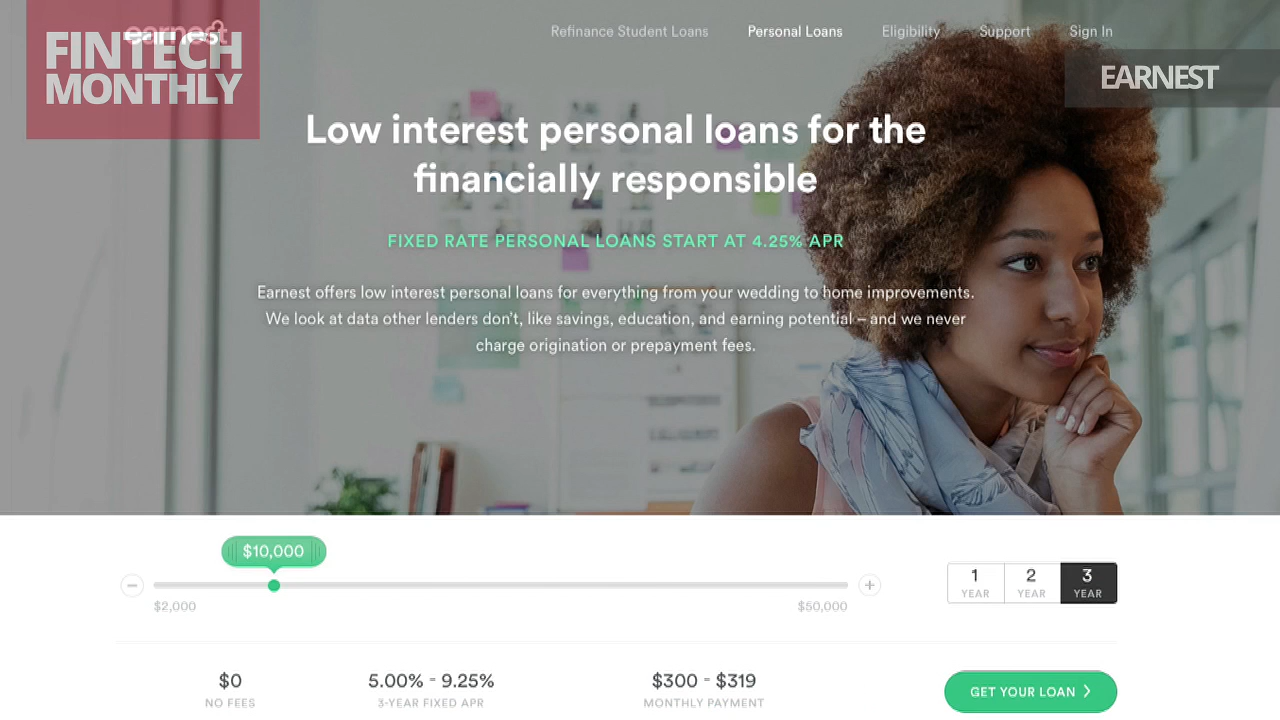 earnest
FINTECH
MONTHLY
Refinance Student Loans
Personal Loans
Eligibility
Support
Sign In
EARNEST
Low interest personal loans for the
financially responsible
FIXED RATE PERSONAL LOANS START AT 4.25% APR
Earnest offers low interest personal loans for everything from your wedding to home improvements.
We look at data other lenders don’t, like savings, education, and earning potential – and we never
charge origination or prepayment fees.
$10,000
$2,000
$50,000
1
YEAR
2
YEAR
3
YEAR
$0
NO FEES
5.00% - 9.25%
3-YEAR FIXED APR
$300 - $319
MONTHLY PAYMENT
GET YOUR LOAN